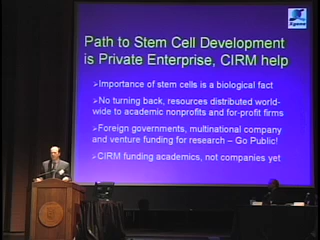 Path to Stem Cell Development
is Private Enterprise, CIRM help
➢Importance of stem cells is a biological fact
➢No turning back, resources distributed world-
wide to academic nonprofits and for-profit firms
➢Foreign governments, multinational company
and venture funding for research – Go Public!
➢CIRM funding academics, not companies yet